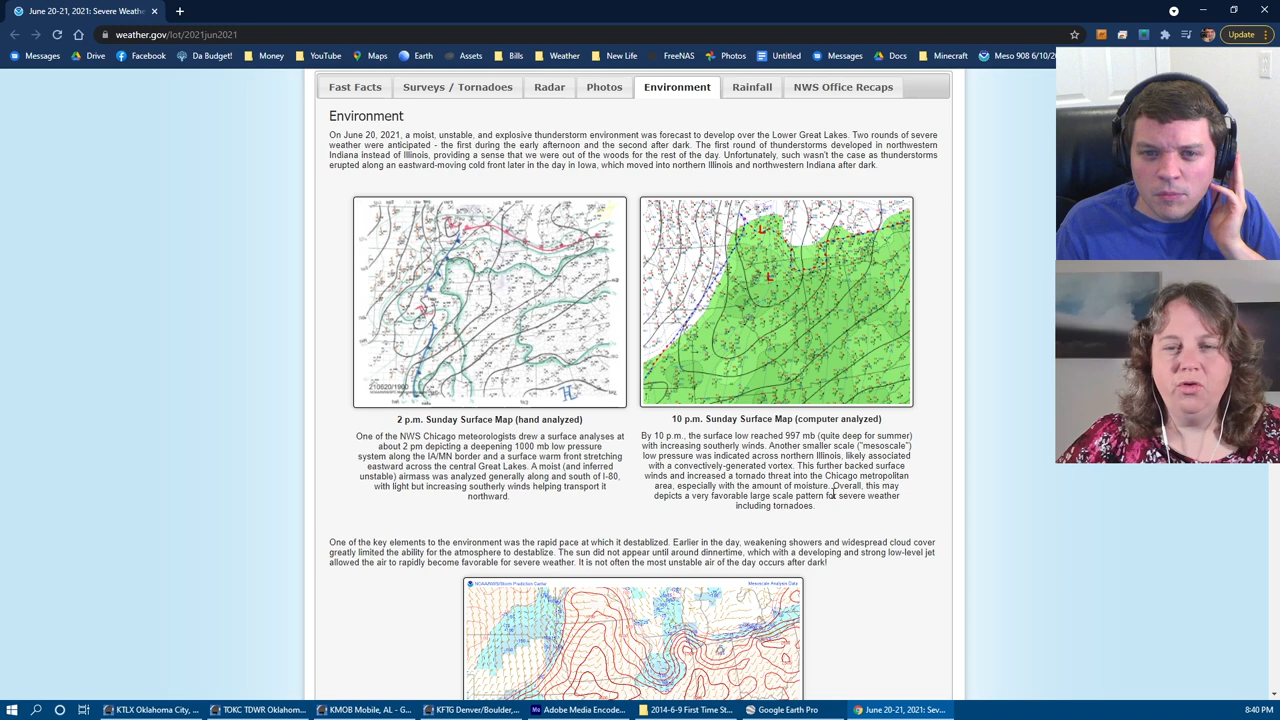 June 20-21, 2021: Severe Weathe
weather.gov/lot/2021jun2021
Update
Messages Drive Facebook Money YouTube Maps Earth Assets Bills Weather New Life FreeNAS Photos Untitled Messages Docs Minecraft Meso 908 6/10/20
Fast Facts Surveys / Tornadoes Radar Photos Environment Rainfall NWS Office Recaps
Environment
On June 20, 2021, a moist, unstable, and explosive thunderstorm environment was forecast to develop over the Lower Great Lakes. Two rounds of severe
weather were anticipated - the first during the early afternoon and the second after dark. The first round of thunderstorms developed in northwestern
Indiana instead of Illinois, providing a sense that we were out of the woods for the rest of the day. Unfortunately, such wasn't the case as thunderstorms
erupted along an eastward-moving cold front later in the day in Iowa, which moved into northern Illinois and northwestern Indiana after dark.
L
L
210620/1900
H
2 p.m. Sunday Surface Map (hand analyzed)
One of the NWS Chicago meteorologists drew a surface analyses at
about 2 pm depicting a deepening 1000 mb low pressure
system along the IA/MN border and a surface warm front stretching
eastward across the central Great Lakes. A moist (and inferred
unstable) airmass was analyzed generally along and south of I-80,
with light but increasing southerly winds helping transport it
northward.
10 p.m. Sunday Surface Map (computer analyzed)
By 10 p.m., the surface low reached 997 mb (quite deep for summer)
with increasing southerly winds. Another smaller scale ("mesoscale")
low pressure was indicated across northern Illinois, likely associated
with a convectively-generated vortex. This further backed surface
winds and increased a tornado threat into the Chicago metropolitan
area, especially with the amount of moisture. Overall, this may
depicts a very favorable large scale pattern for severe weather
including tornadoes.
One of the key elements to the environment was the rapid pace at which it destablized. Earlier in the day, weakening showers and widespread cloud cover
greatly limited the ability for the atmosphere to destablize. The sun did not appear until around dinnertime, which with a developing and strong low-level jet
allowed the air to rapidly become favorable for severe weather. It is not often the most unstable air of the day occurs after dark!
NOAA/NWS/Storm Prediction Center Mesoscale Analysis Data
KTLX Oklahoma City, ... TOKC TDWR Oklahom... KMOB Mobile, AL - G... KFTG Denver/Boulder,... Adobe Media Encode... 2014-6-9 First Time St... Google Earth Pro June 20-21, 2021: Sev... 8:40 PM